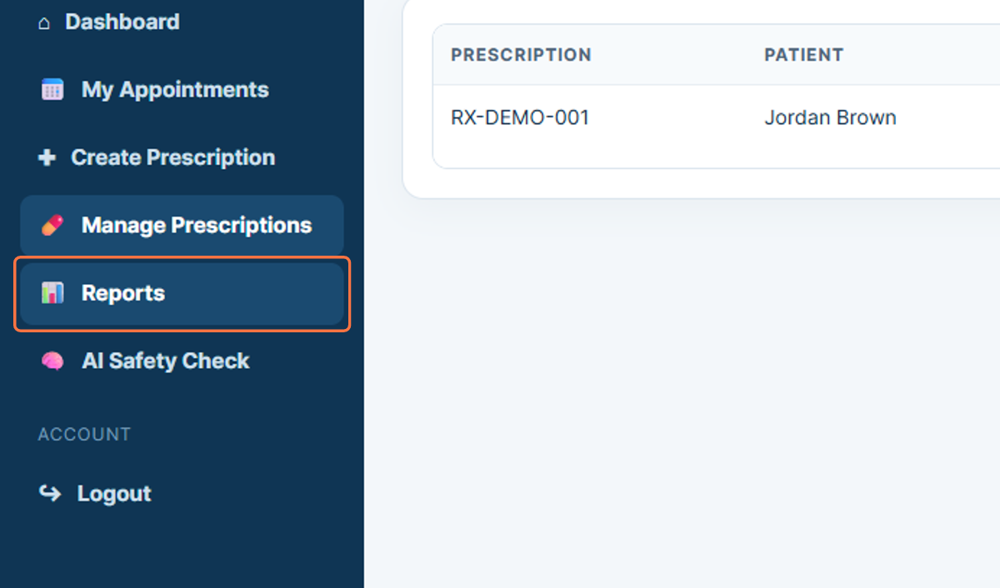 Dashboard
My Appointments
Create Prescription
Manage Prescriptions
Reports
AI Safety Check
ACCOUNT
Logout
PRESCRIPTION PATIENT
RX-DEMO-001 Jordan Brown